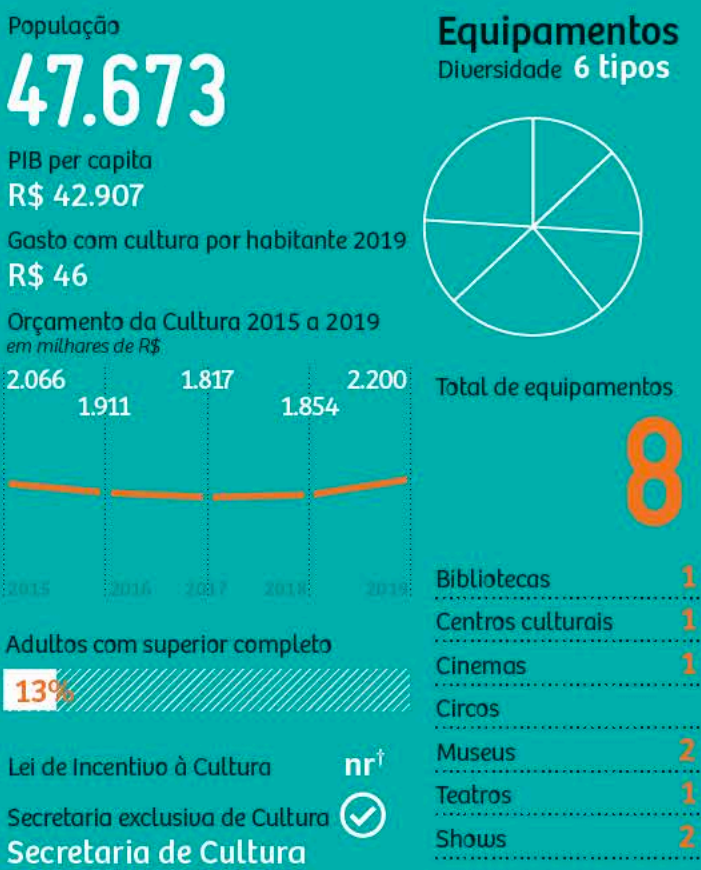 População
47.673
PIB per capita
R$ 42.907
Gasto com cultura por habitante 2019
R$ 46
Orçamento da Cultura 2015 a 2019
em milhares de R$
2.066 1.817 2.200
1.911 1.854
2015 2016 2017 2018 2019
Adultos com superior completo
13%
Lei de Incentivo à Cultura nr†
Secretaria exclusiva de Cultura
Secretaria de Cultura
Equipamentos
Diversidade 6 tipos
Total de equipamentos
8
Bibliotecas 1
Centros culturais 1
Cinemas 1
Circos
Museus 2
Teatros 1
Shows 2